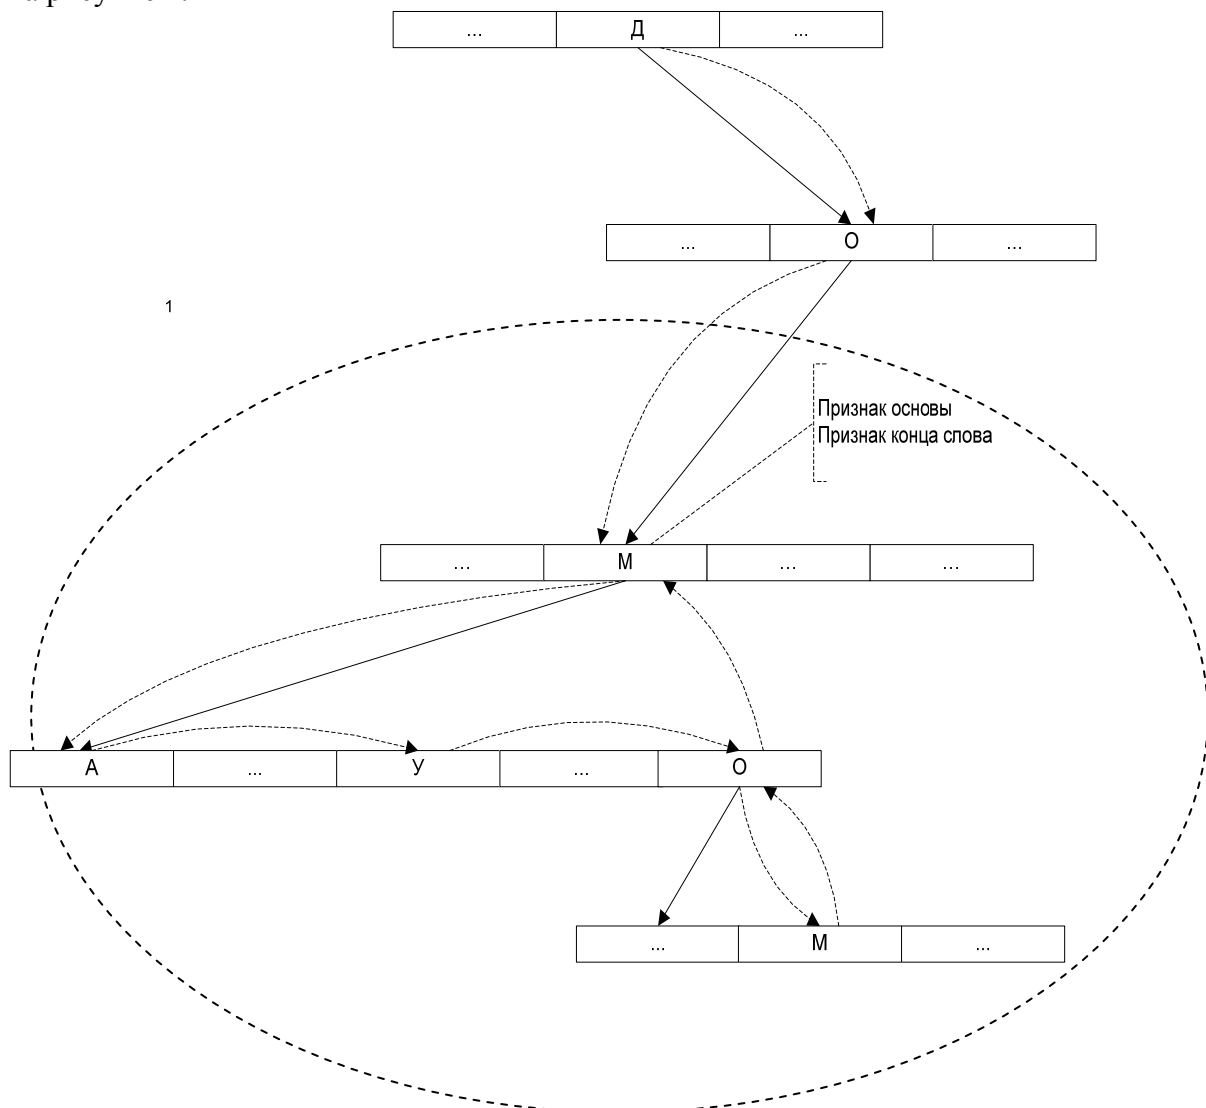 ... Д ...
... О ...
1
Признак основы
Признак конца слова
... М ... ...
А ... У ... О
... М ...